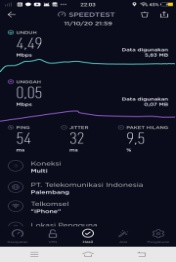 22:03
SPEEDTEST
11/10/20 21:59
UNDUH
4,49
Mbps
Data digunakan
5,83 MB
UNGGAH
0,05
Mbps
Data digunakan
0,07 MB
PING
54
ms
JITTER
32
ms
PAKET HILANG
9,5
%
Koneksi
Multi
PT. Telekomunikasi Indonesia
Palembang
Telkomsel
"iPhone"
Lokasi Pengguna